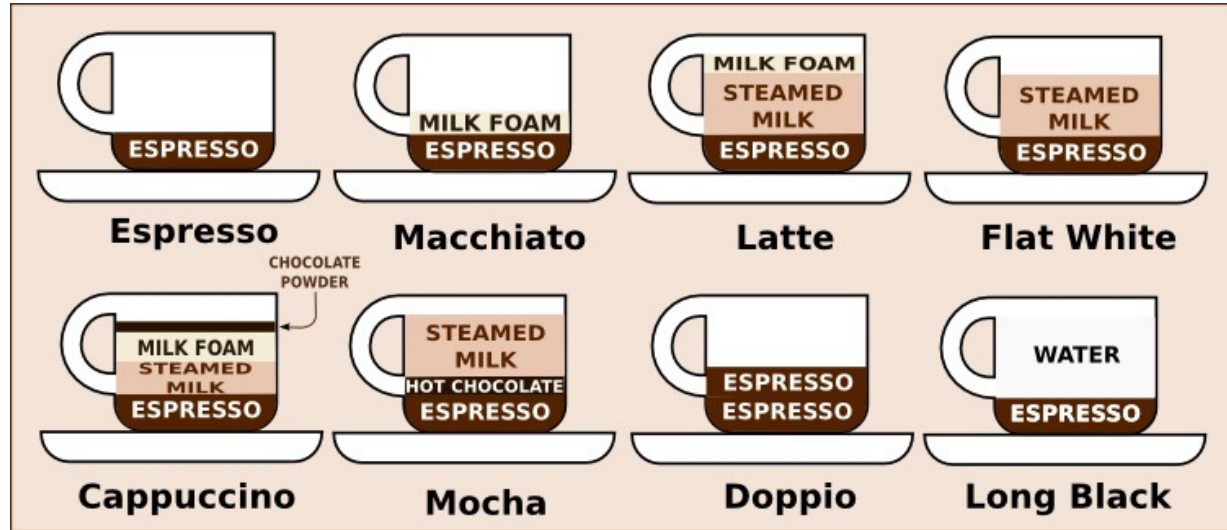 ESPRESSO
Espresso
MILK FOAM
ESPRESSO
Macchiato
MILK FOAM
STEAMED
MILK
ESPRESSO
Latte
STEAMED
MILK
ESPRESSO
Flat White
CHOCOLATE
POWDER
MILK FOAM
STEAMED
MILK
ESPRESSO
Cappuccino
STEAMED
MILK
HOT CHOCOLATE
ESPRESSO
Mocha
ESPRESSO
ESPRESSO
Doppio
WATER
ESPRESSO
Long Black